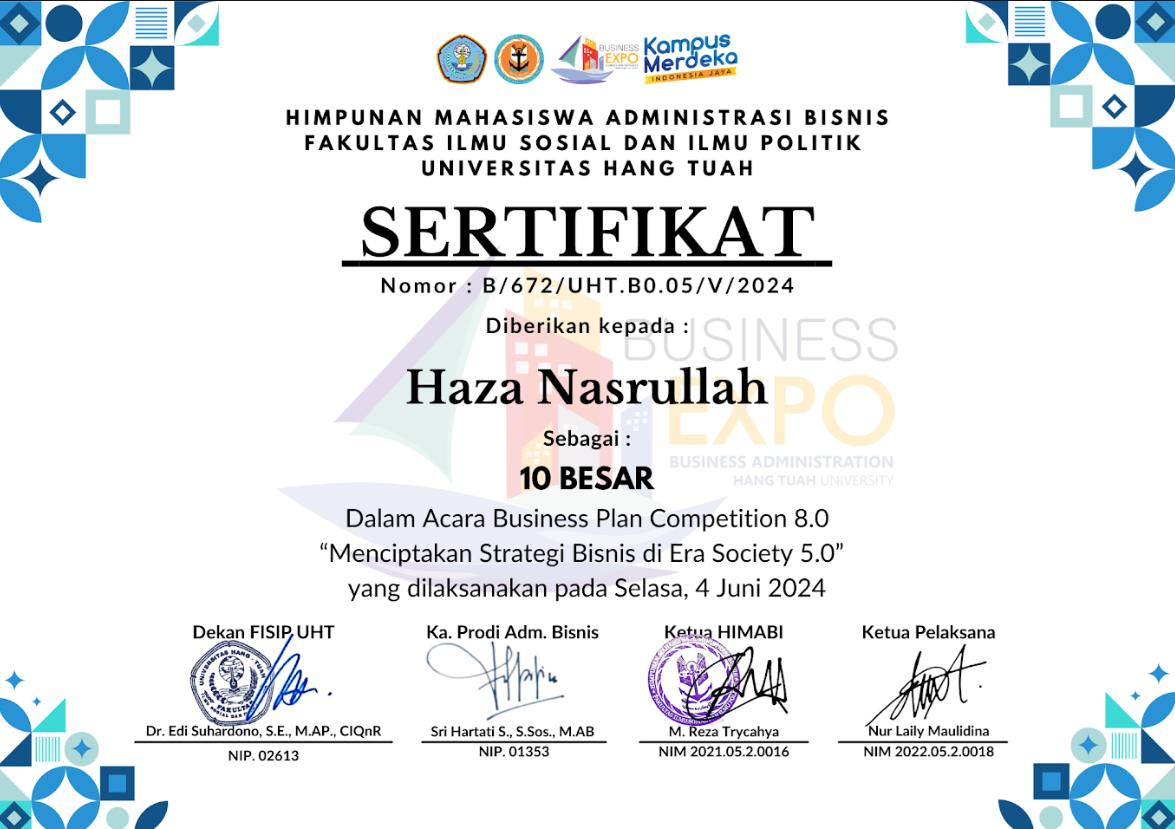 BUSINESS
EXPO
Kampus
Merdeka
INDONESIA JAYA
HIMPUNAN MAHASISWA ADMINISTRASI BISNIS
FAKULTAS ILMU SOSIAL DAN ILMU POLITIK
UNIVERSITAS HANG TUAH
SERTIFIKAT
Nomor : B/672/UHT.B0.05/V/2024
Diberikan kepada :
BUSINESS
EXPO
BUSINESS ADMINISTRATION
HANG TUAH UNIVERSITY
Haza Nasrullah
Sebagai :
10 BESAR
Dalam Acara Business Plan Competition 8.0
“Menciptakan Strategi Bisnis di Era Society 5.0”
yang dilaksanakan pada Selasa, 4 Juni 2024
Dekan FISIP UHT
UNIVERSITAS HANG TUAH
FAKULTAS
Dr. Edi Suhardono, S.E., M.AP., CIQnR
NIP. 02613
Ka. Prodi Adm. Bisnis
Sri Hartati S., S.Sos., M.AB
NIP. 01353
Ketua HIMABI
M. Reza Trycahya
NIM 2021.05.2.0016
Ketua Pelaksana
Nur Laily Maulidina
NIM 2022.05.2.0018